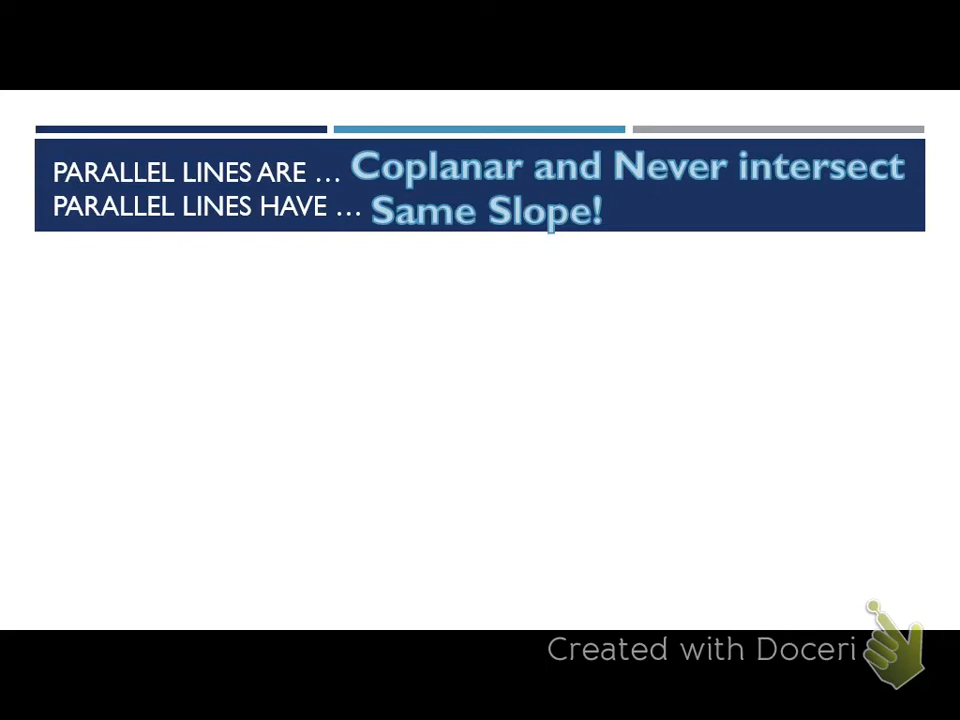 PARALLEL LINES ARE … Coplanar and Never intersect
PARALLEL LINES HAVE … Same Slope!
Created with Doceri